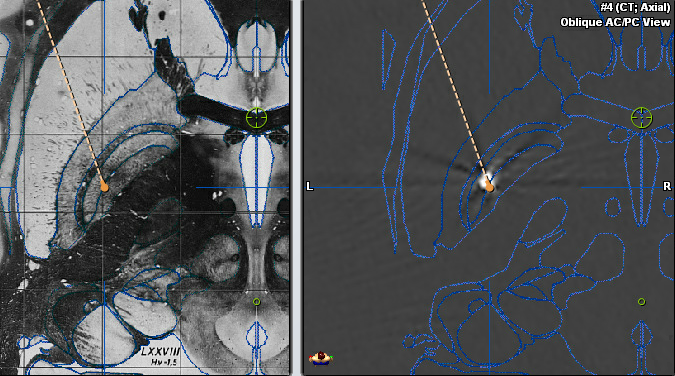 #4 (CT; Axial)
Oblique AC/PC View
L
R
LXXVIII
Hv -1.5